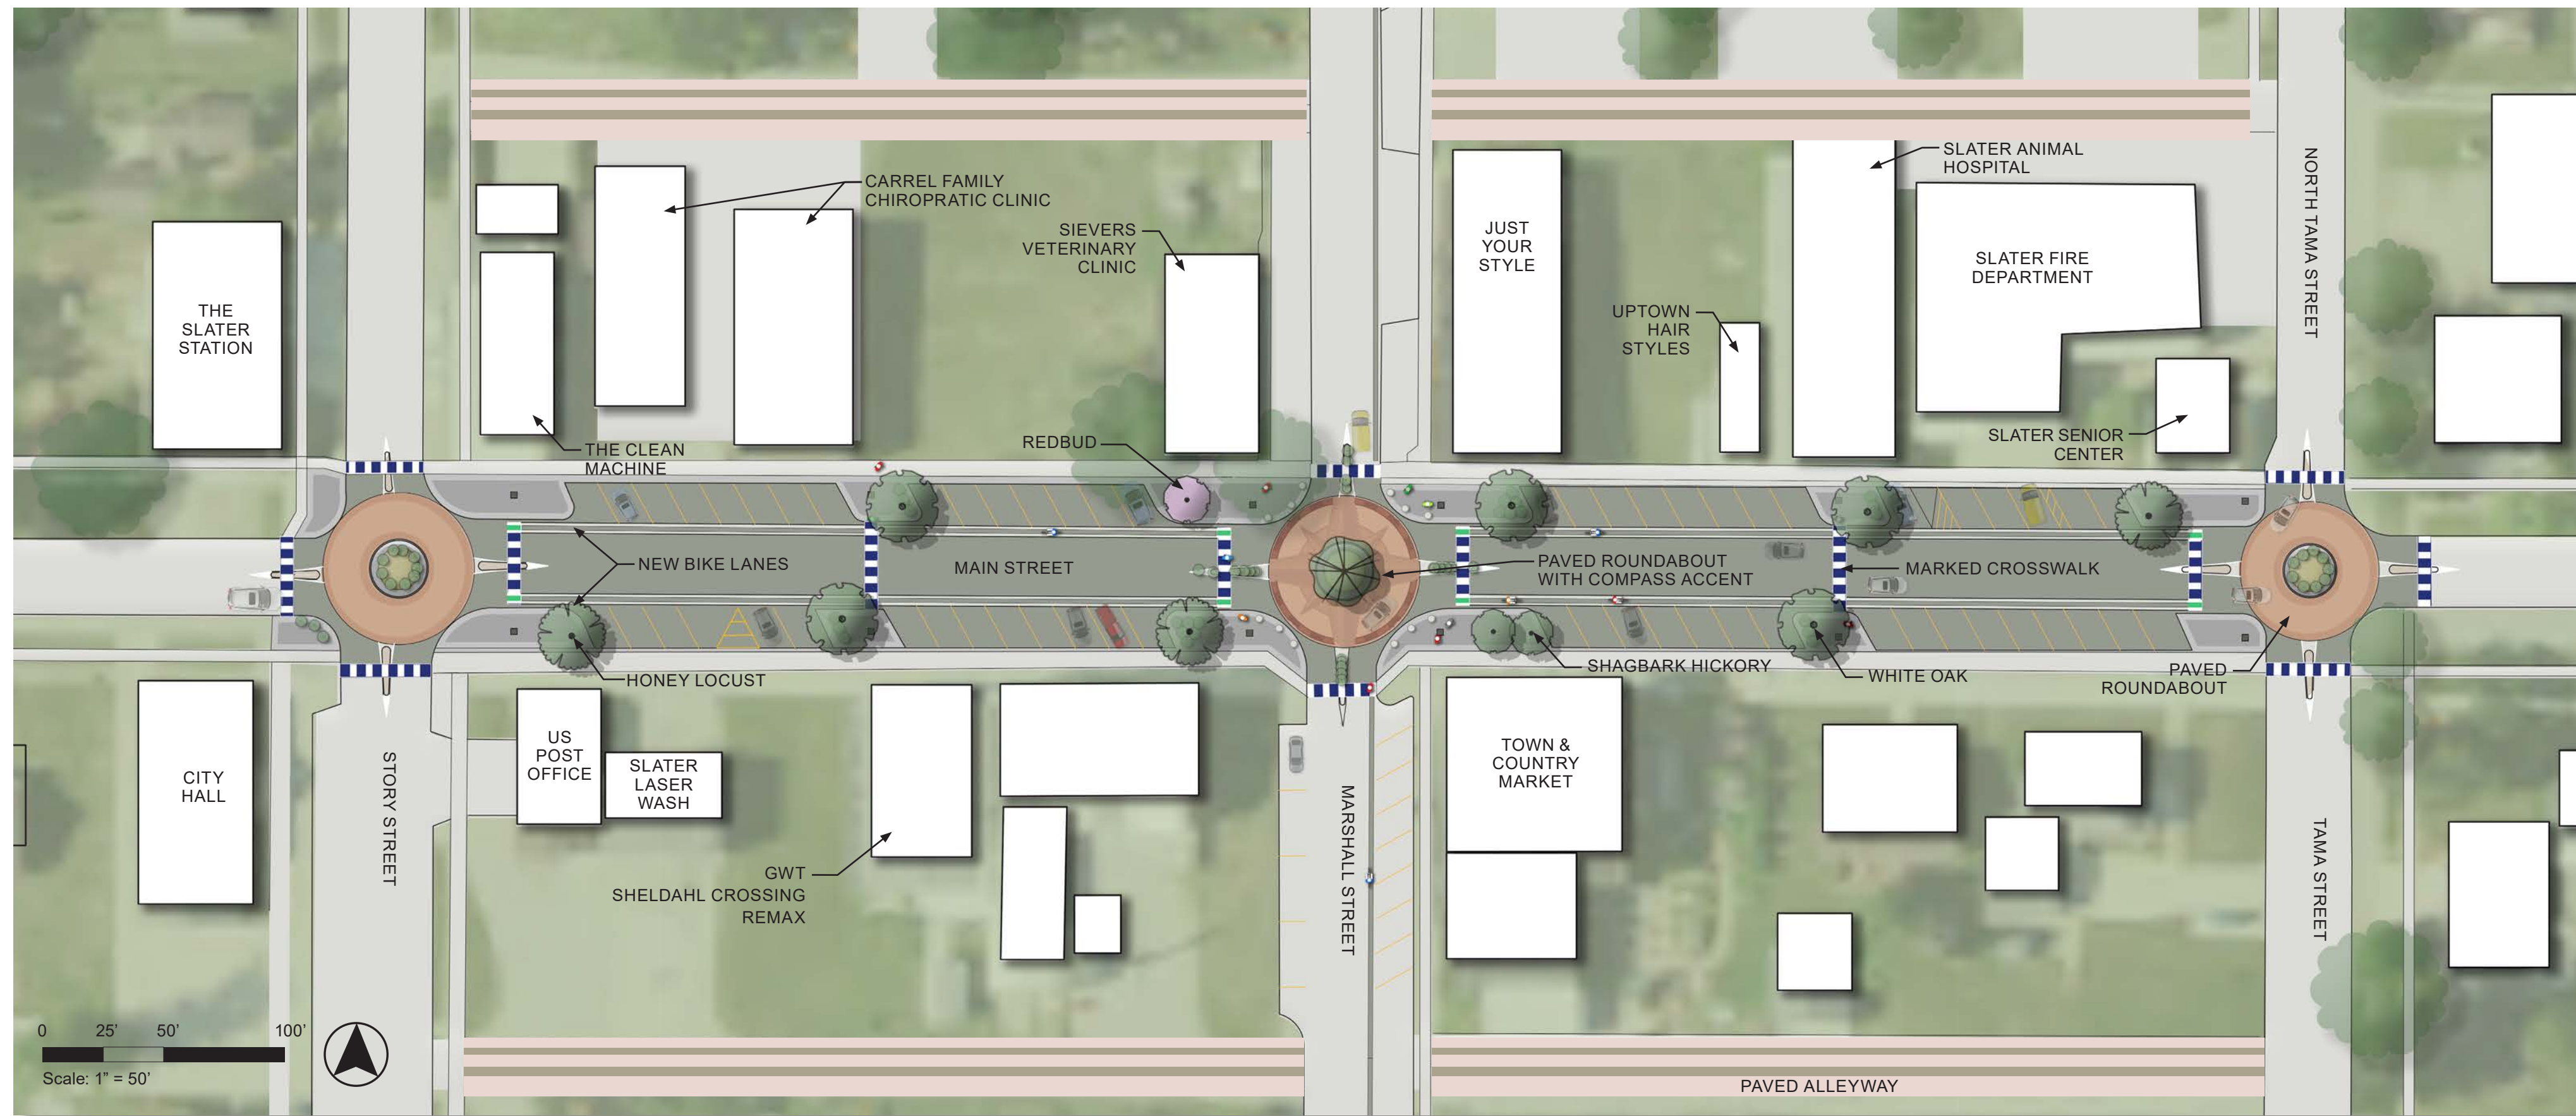 SLATER ANIMAL
HOSPITAL
CARREL FAMILY
CHIROPRATIC CLINIC
SIEVERS
VETERINARY
CLINIC
JUST
YOUR
STYLE
NORTH TAMA STREET
SLATER FIRE
DEPARTMENT
THE
SLATER
STATION
UPTOWN
HAIR
STYLES
THE CLEAN
MACHINE
REDBUD
SLATER SENIOR
CENTER
NEW BIKE LANES
MAIN STREET
PAVED ROUNDABOUT
WITH COMPASS ACCENT
MARKED CROSSWALK
HONEY LOCUST
SHAGBARK HICKORY
WHITE OAK
PAVED
ROUNDABOUT
CITY
HALL
STORY STREET
US
POST
OFFICE
SLATER
LASER
WASH
GWT
SHELDAHL CROSSING
REMAX
MARSHALL STREET
TOWN &
COUNTRY
MARKET
TAMA STREET
0 25' 50' 100'
Scale: 1" = 50'
PAVED ALLEYWAY